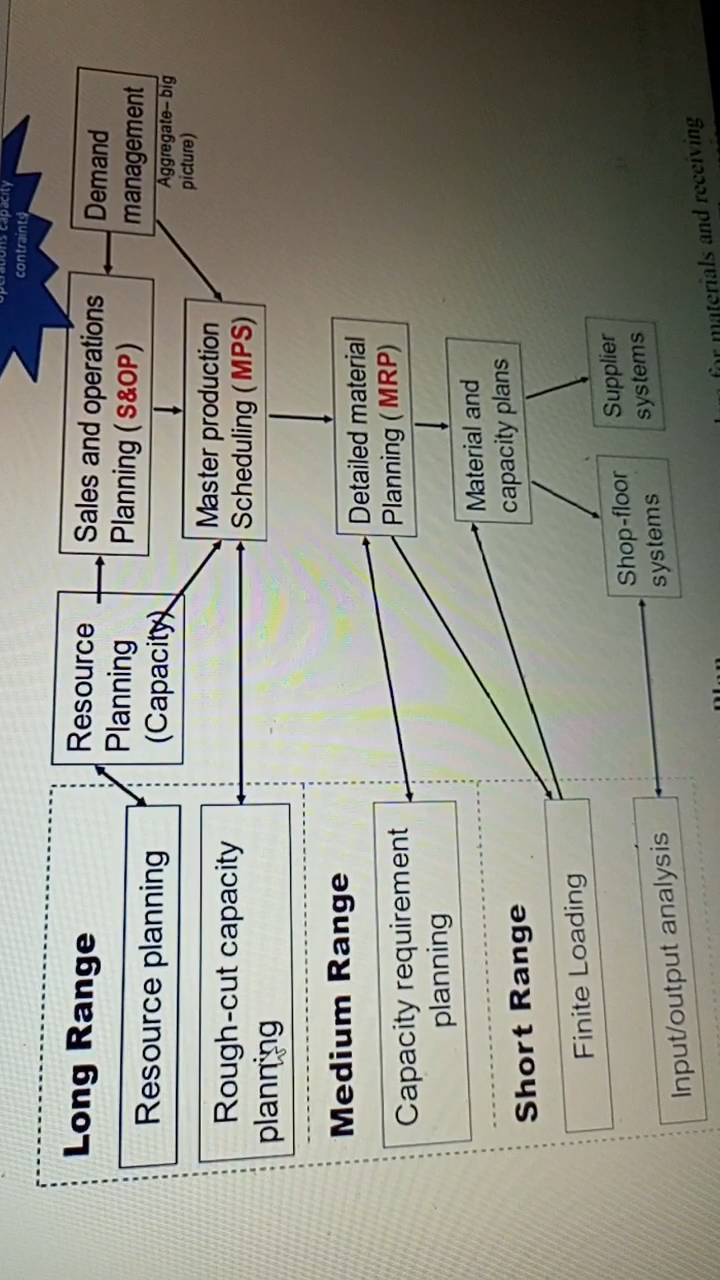 contraints)
Demand
management
Aggregate– big
picture)
Resource
Planning
(Capacity)
Sales and operations
Planning ( S&OP)
Long Range
Resource planning
Rough-cut capacity
planning
Master production
Scheduling ( MPS)
Medium Range
Capacity requirement
planning
Detailed material
Planning ( MRP)
Short Range
Finite Loading
Material and
capacity plans
Input/output analysis
Shop-floor
systems
Supplier
systems
for materials and receiving